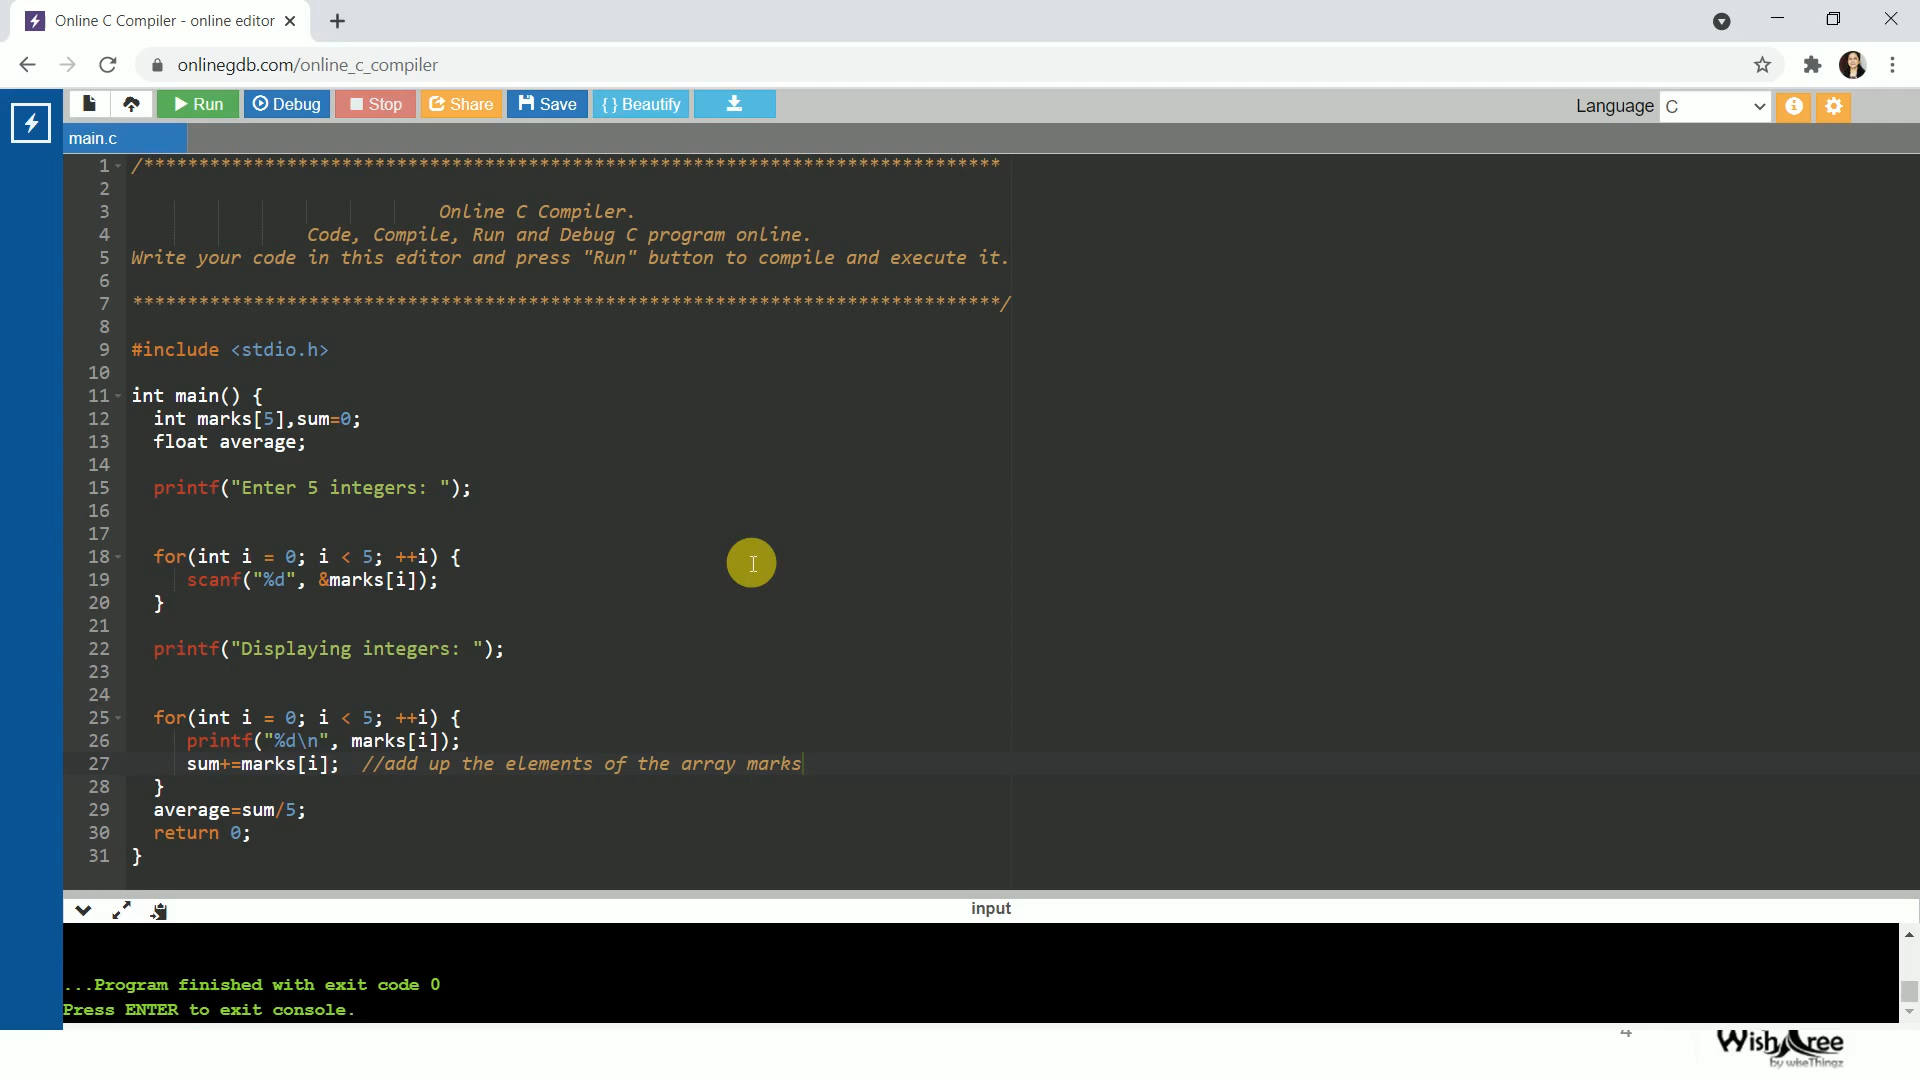 Online C Compiler - online editor
onlinegdb.com/online_c_compiler
Run Debug Stop Share Save { } Beautify Language C
main.c
1 /******************************************************************************
2
3 Online C Compiler.
4 Code, Compile, Run and Debug C program online.
5 Write your code in this editor and press "Run" button to compile and execute it.
6
7 *******************************************************************************/
8
9 #include <stdio.h>
10
11 int main() {
12 int marks[5],sum=0;
13 float average;
14
15 printf("Enter 5 integers: ");
16
17
18 for(int i = 0; i < 5; ++i) {
19 scanf("%d", &marks[i]);
20 }
21
22 printf("Displaying integers: ");
23
24
25 for(int i = 0; i < 5; ++i) {
26 printf("%d\n", marks[i]);
27 sum+=marks[i]; //add up the elements of the array marks
28 }
29 average=sum/5;
30 return 0;
31 }
input
...Program finished with exit code 0
Press ENTER to exit console.
4
WishTree
by wiseThingz